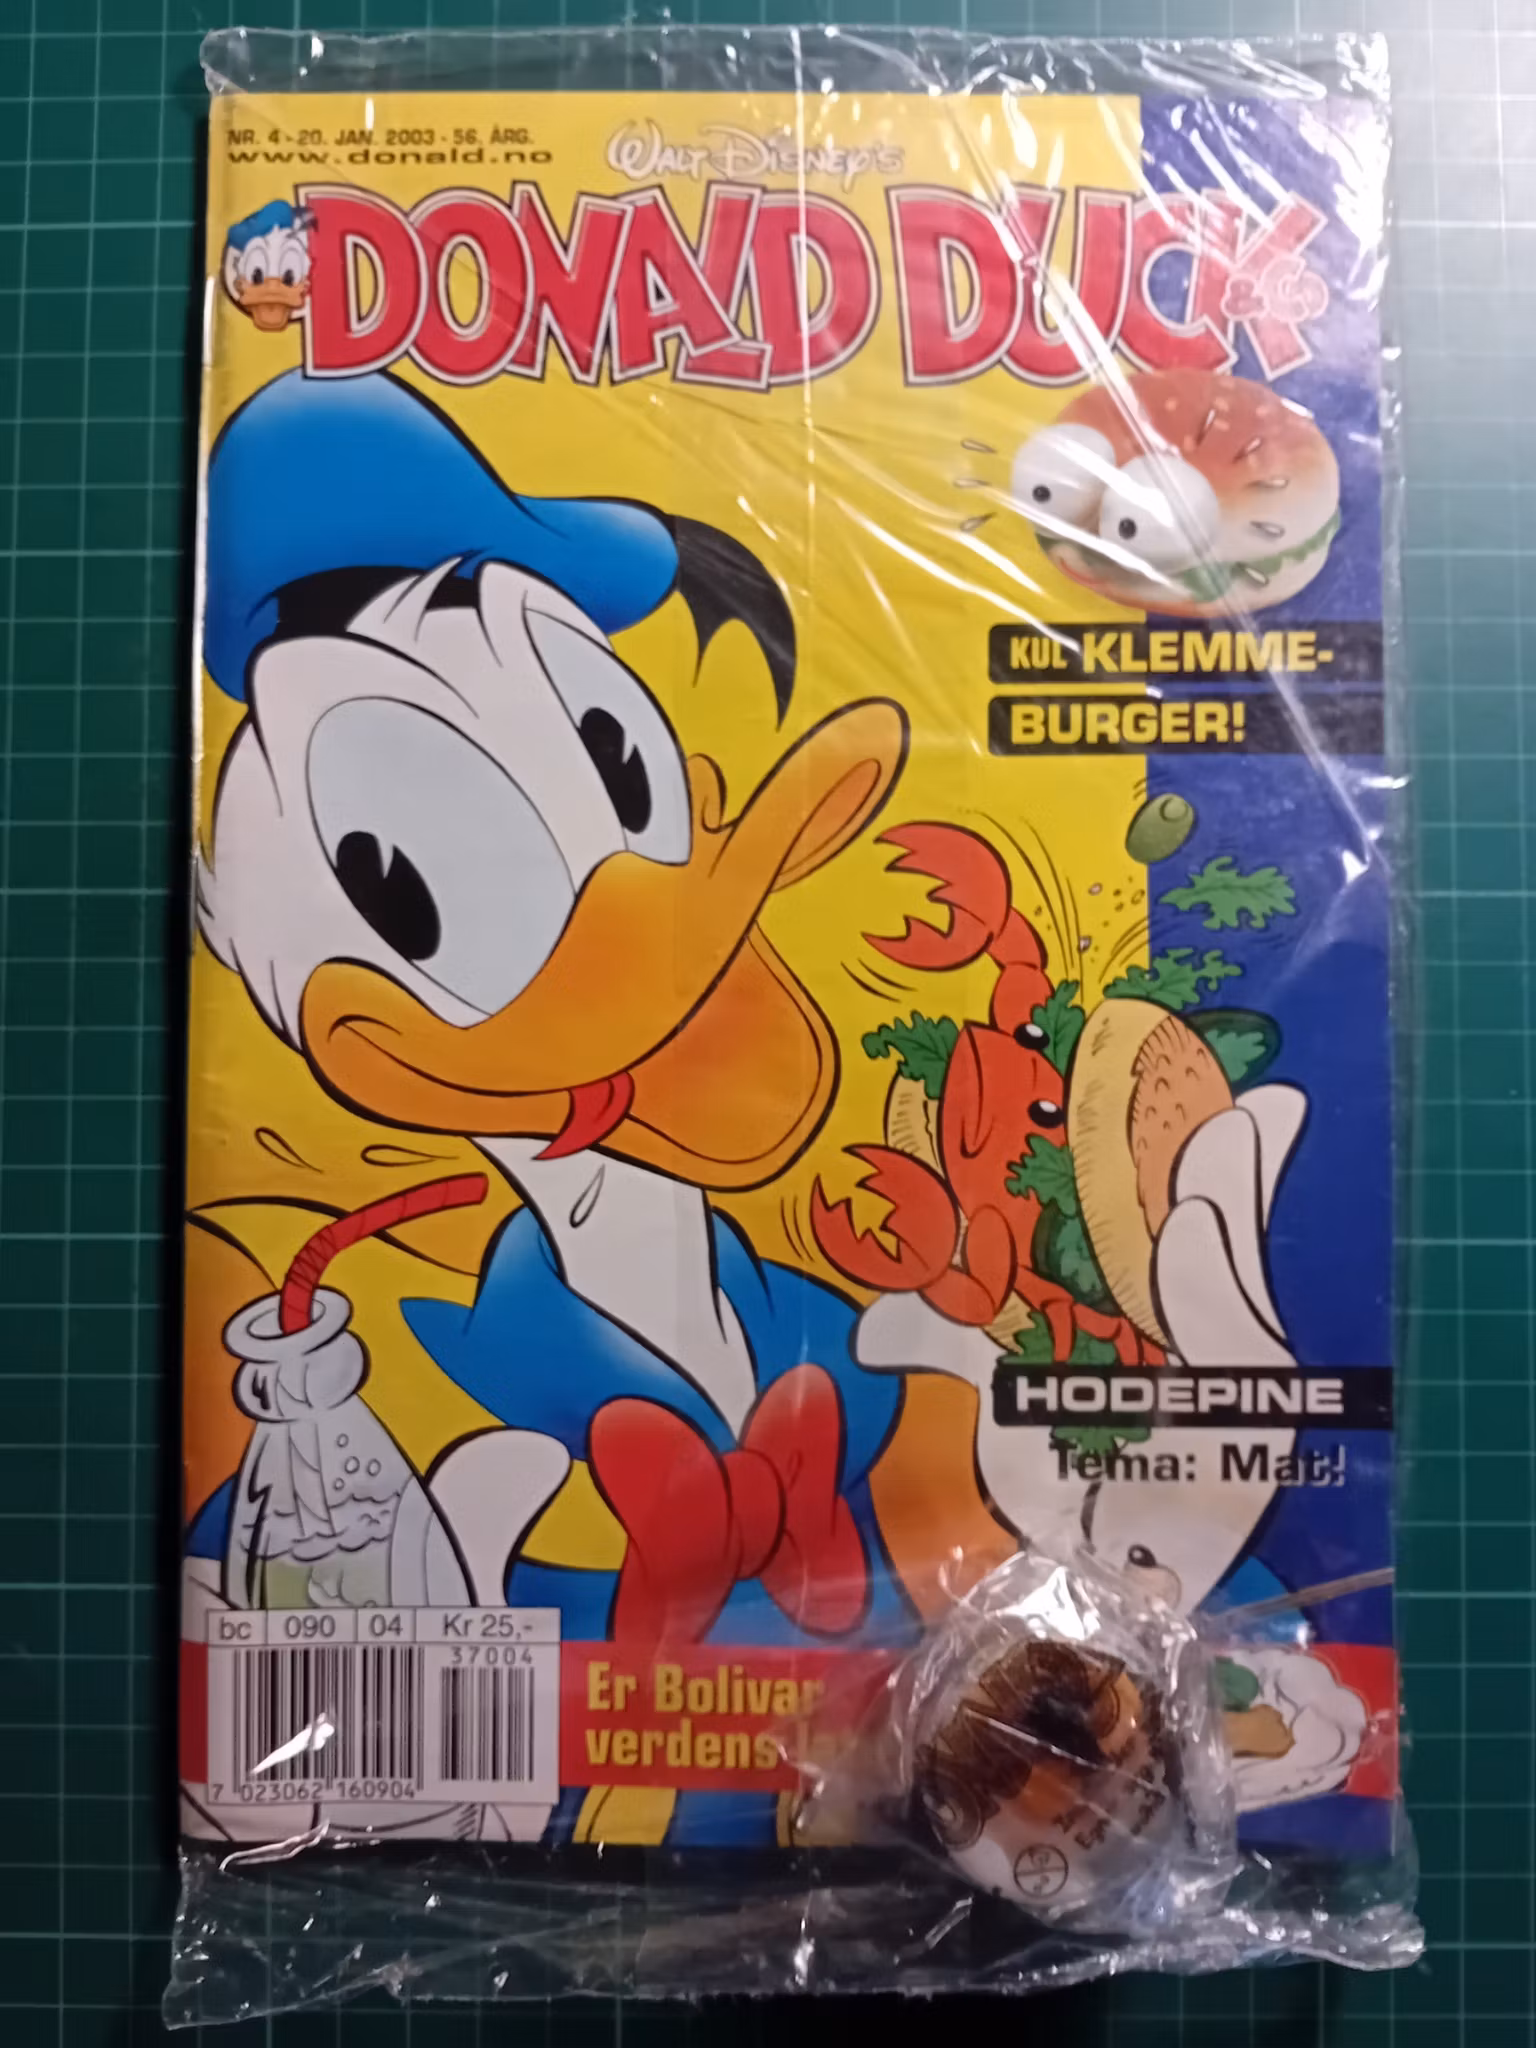 NR. 4 - 20. JAN. 2003 - 56. ÅRG.
www.donald.no
WALT DISNEY'S
DONALD DUCK
& Co
KUL KLEMME-
BURGER!
HODEPINE
Tema: Mat!
bc 090 04 Kr 25,-
37004
7 023062 160904
Er Bolivar
verdens